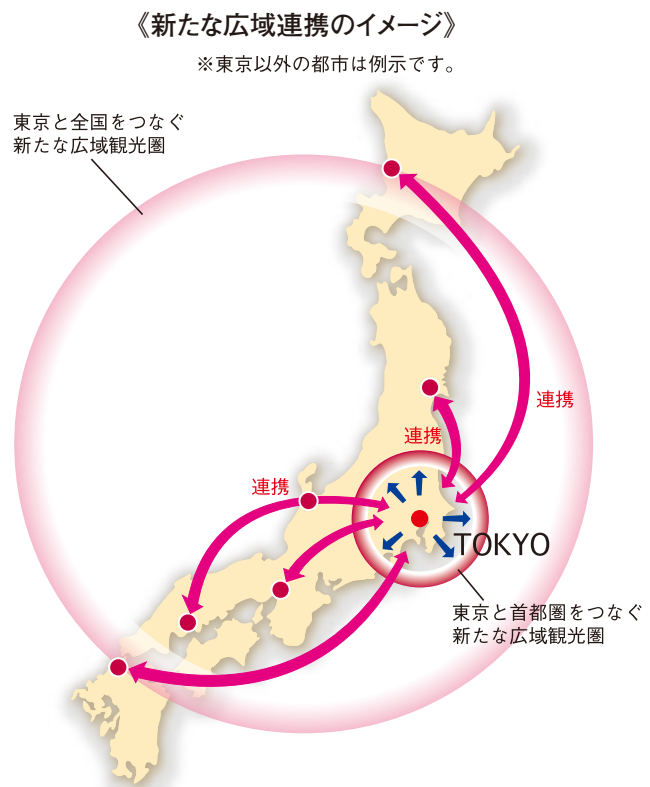 《新たな広域連携のイメージ》
※東京以外の都市は例示です。
東京と全国をつなぐ
新たな広域観光圏
連携
連携
連携
TOKYO
東京と首都圏をつなぐ
新たな広域観光圏